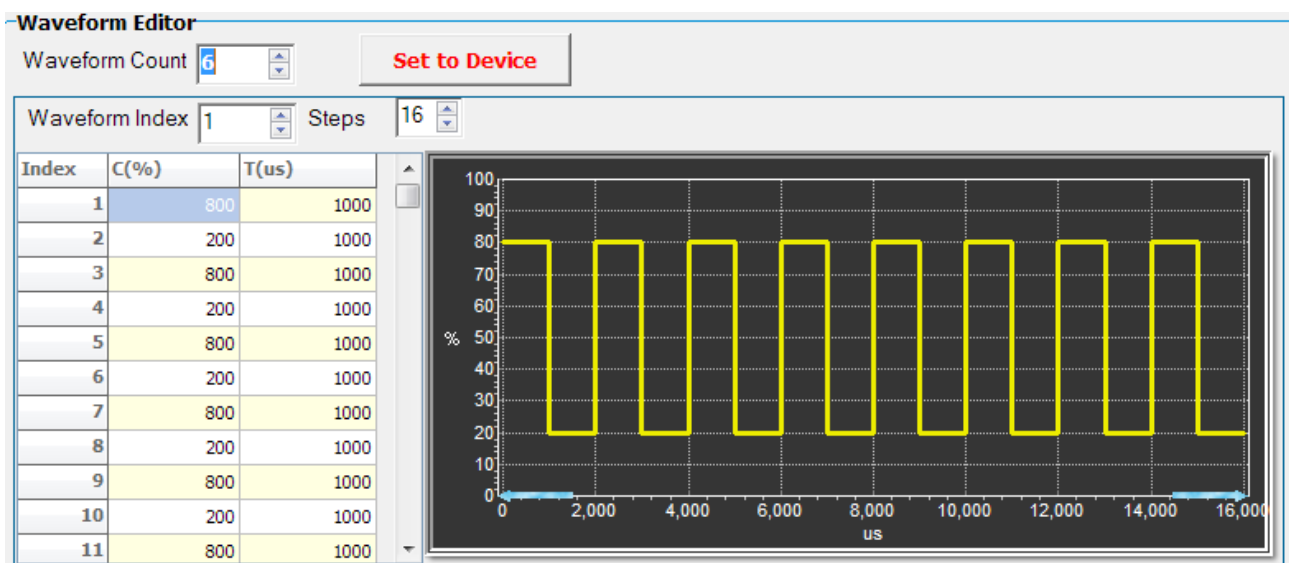 Waveform Editor
Waveform Count 6 Set to Device
Waveform Index 1 Steps 16
Index C(%) T(us)
1 800 1000
2 200 1000
3 800 1000
4 200 1000
5 800 1000
6 200 1000
7 800 1000
8 200 1000
9 800 1000
10 200 1000
11 800 1000
100
90
80
70
60
% 50
40
30
20
10
0
0 2,000 4,000 6,000 8,000 10,000 12,000 14,000 16,000
us